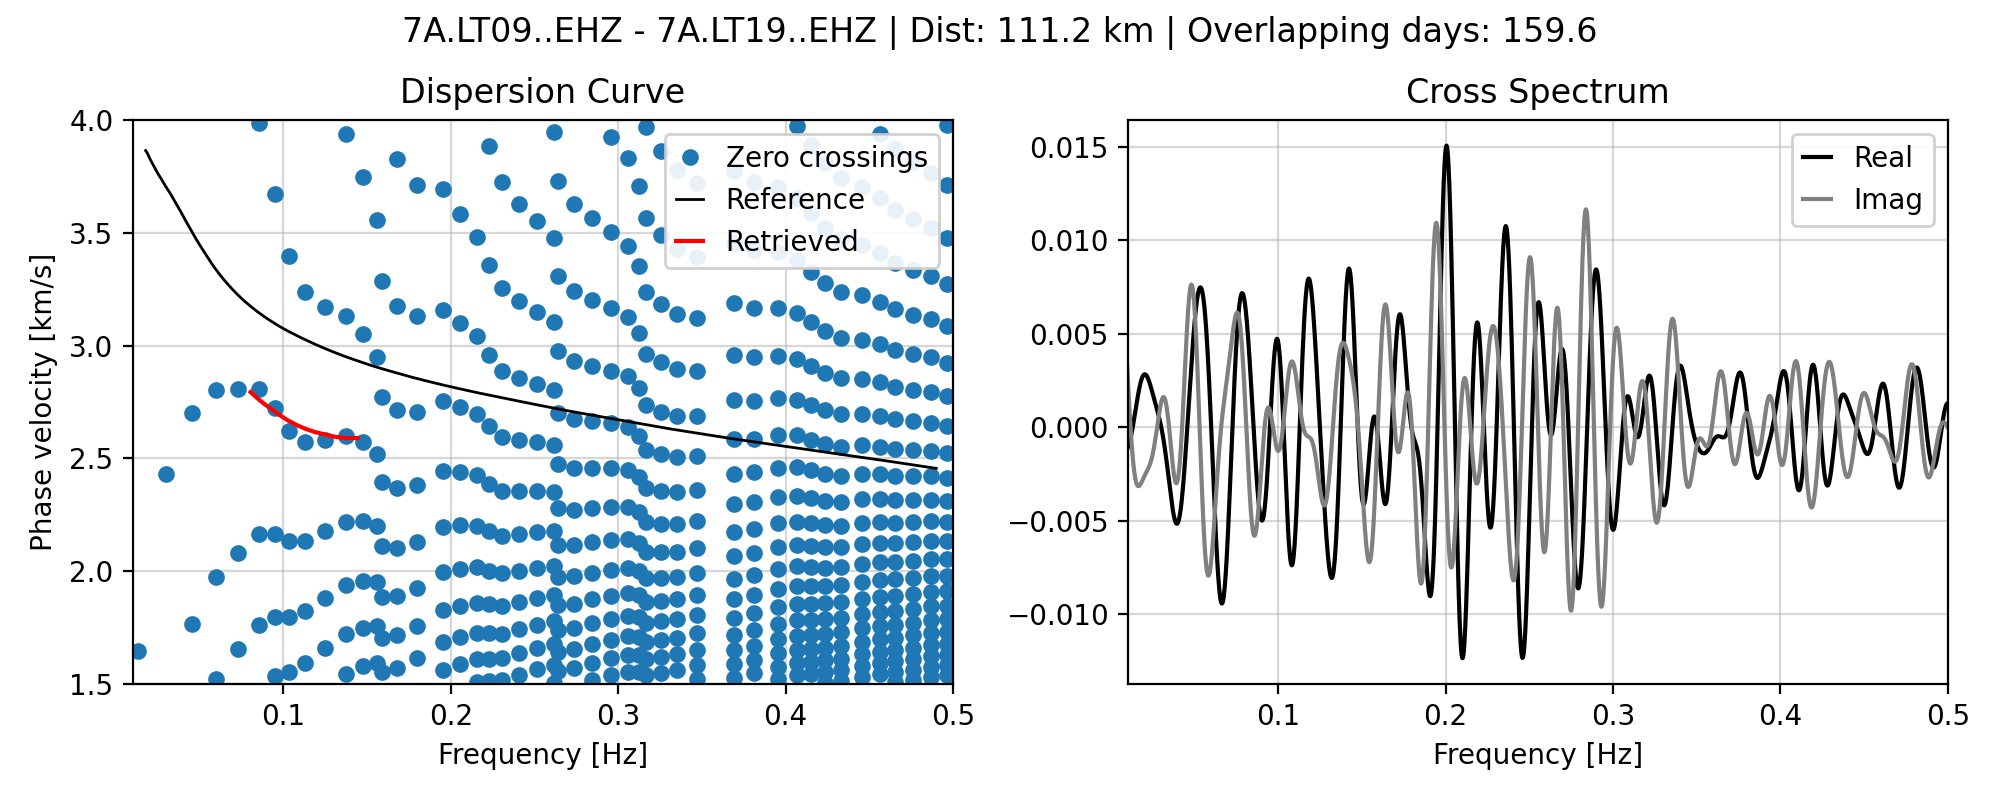 7A.LT09..EHZ - 7A.LT19..EHZ | Dist: 111.2 km | Overlapping days: 159.6
Dispersion Curve
Phase velocity [km/s]
4.0
3.5
3.0
2.5
2.0
1.5
0.1 0.2 0.3 0.4 0.5
Frequency [Hz]
Zero crossings
Reference
Retrieved
Cross Spectrum
0.015
0.010
0.005
0.000
−0.005
−0.010
0.1 0.2 0.3 0.4 0.5
Frequency [Hz]
Real
Imag